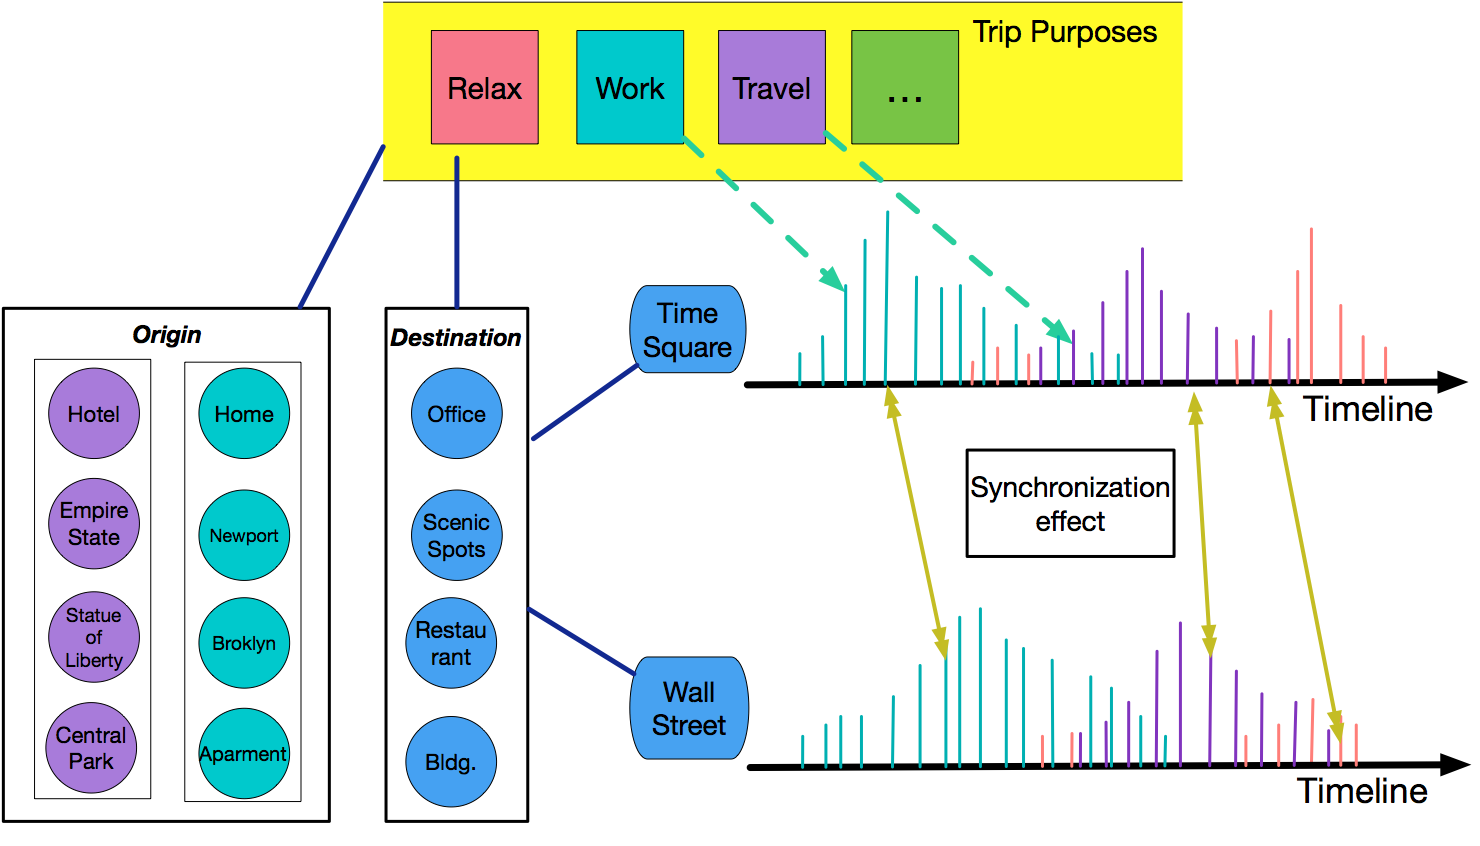 Trip Purposes
Relax
Work
Travel
...
Origin
Hotel
Empire
State
Statue
of
Liberty
Central
Park
Home
Newport
Broklyn
Aparment
Destination
Office
Scenic
Spots
Restau
rant
Bldg.
Time
Square
Timeline
Synchronization
effect
Wall
Street
Timeline